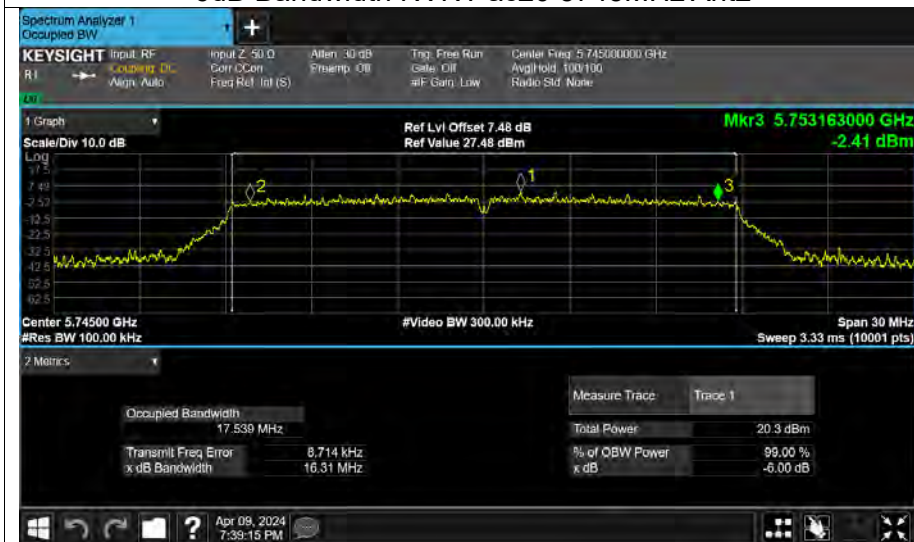 Spectrum Analyzer 1
Occupied BW
+
KEYSIGHT Input: RF Input Z: 50 Ω Atten: 30 dB Trig: Free Run Center Freq: 5.745000000 GHz
Coupling: DC Corr CCorr Preamp: Off Gate: Off Avg|Hold: 100/100
Align: Auto Freq Ref: Int (S) #IF Gain: Low Radio Std: None
1 Graph
Ref Lvl Offset 7.48 dB Mkr3 5.753163000 GHz
Scale/Div 10.0 dB Ref Value 27.48 dBm -2.41 dBm
Log
17.5
7.48
-2.52
-12.5
-22.5
-32.5
-42.5
-52.5
-62.5
2
1
3
Center 5.74500 GHz #Video BW 300.00 kHz Span 30 MHz
#Res BW 100.00 kHz Sweep 3.33 ms (10001 pts)
2 Metrics
Measure Trace Trace 1
Occupied Bandwidth
17.539 MHz Total Power 20.3 dBm
Transmit Freq Error 8.714 kHz % of OBW Power 99.00 %
x dB Bandwidth 16.31 MHz x dB -6.00 dB
?
Apr 09, 2024
7:39:15 PM